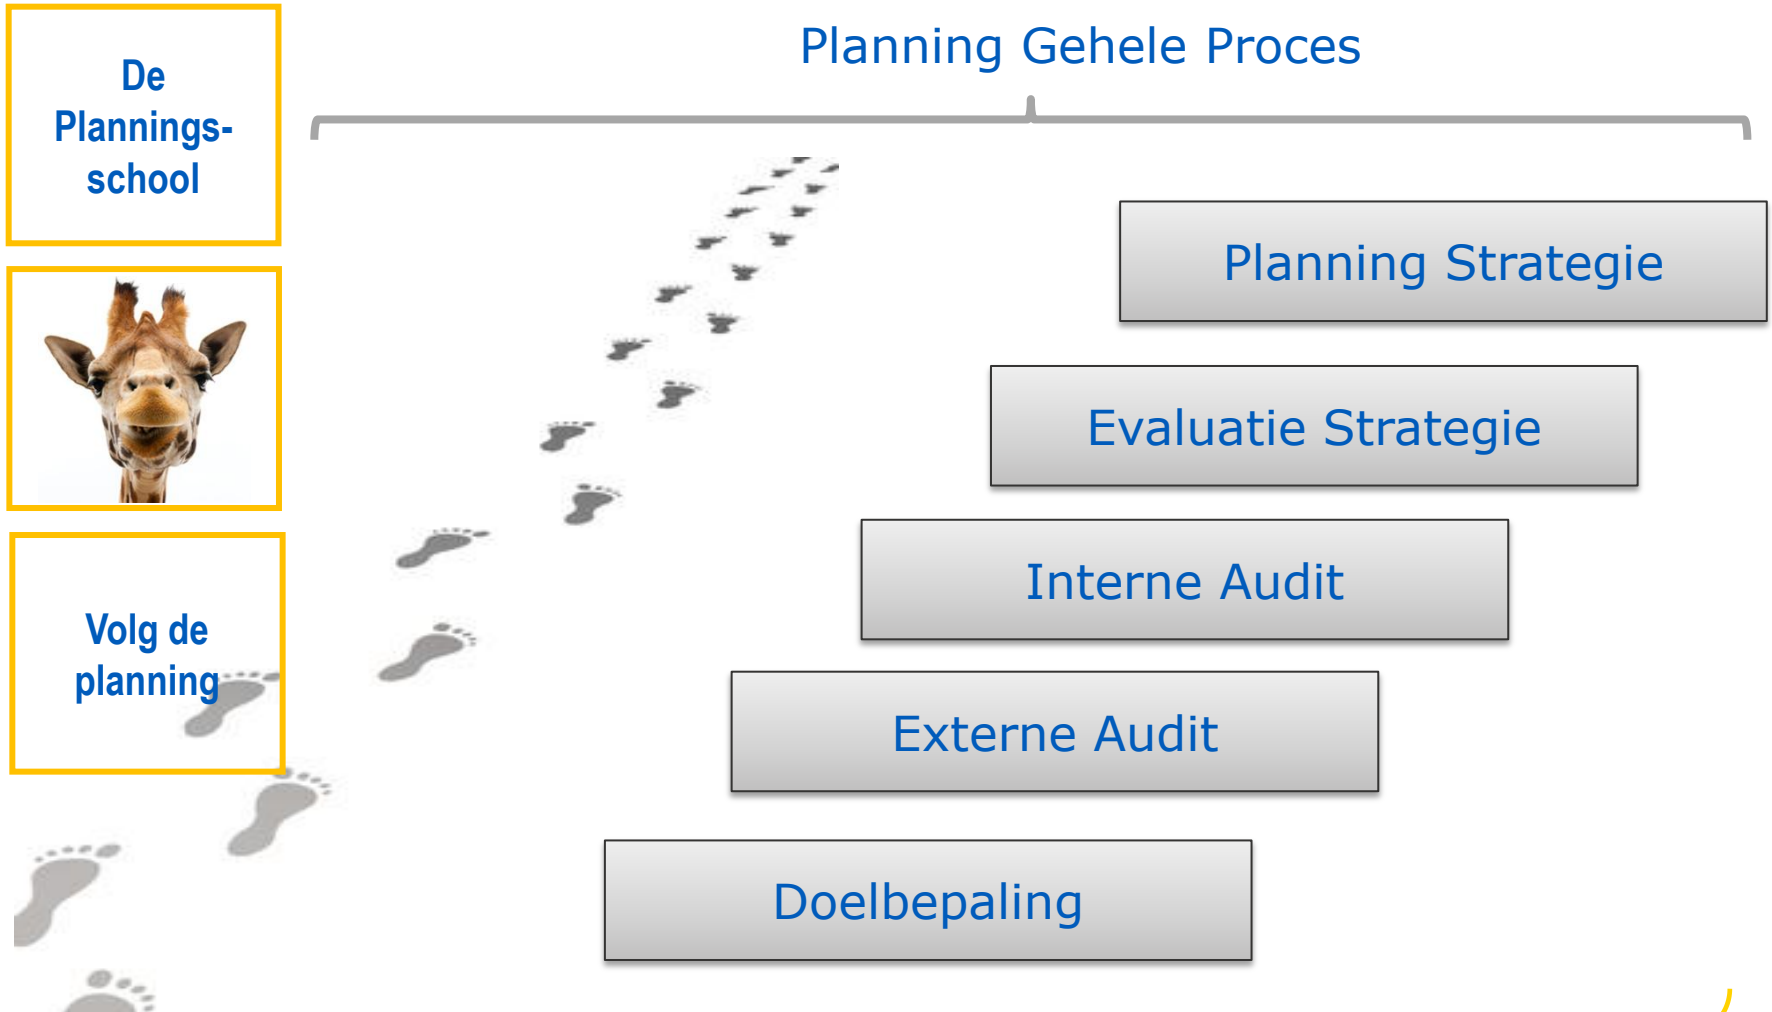 De
Plannings-
school
Volg de
planning
Planning Gehele Proces
Planning Strategie
Evaluatie Strategie
Interne Audit
Externe Audit
Doelbepaling